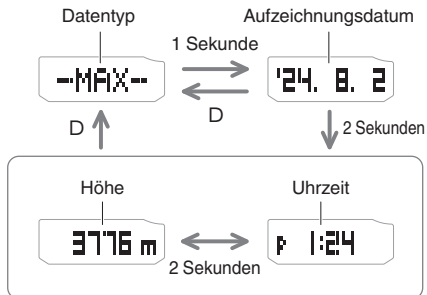 Datentyp
Aufzeichnungsdatum
1 Sekunde
--MAX--
'24. 8. 2
D
D
2 Sekunden
Höhe
Uhrzeit
3776 m
P 1:24
2 Sekunden